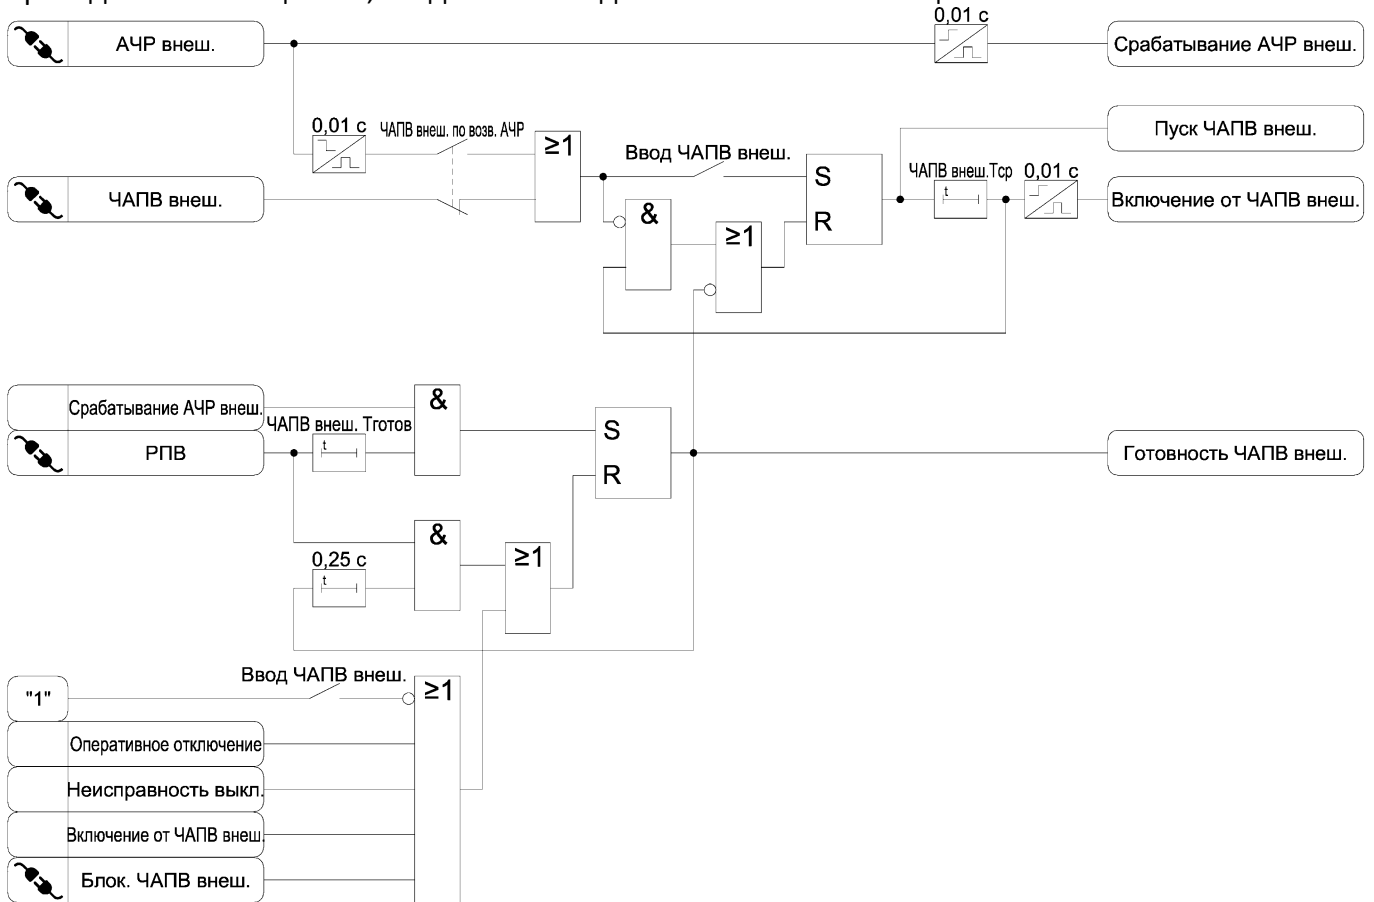 0,01 с
АЧР внеш.
Срабатывание АЧР внеш.
0,01 с
ЧАПВ внеш. по возв. АЧР
≥1
Пуск ЧАПВ внеш.
Ввод ЧАПВ внеш.
S
ЧАПВ внеш.Тср
0,01 с
t
ЧАПВ внеш.
Включение от ЧАПВ внеш.
&
R
≥1
Срабатывание АЧР внеш.
&
ЧАПВ внеш. Тготов
S
t
РПВ
Готовность ЧАПВ внеш.
R
&
0,25 с
≥1
t
Ввод ЧАПВ внеш.
≥1
"1"
Оперативное отключение
Неисправность выкл.
Включение от ЧАПВ внеш.
Блок. ЧАПВ внеш.